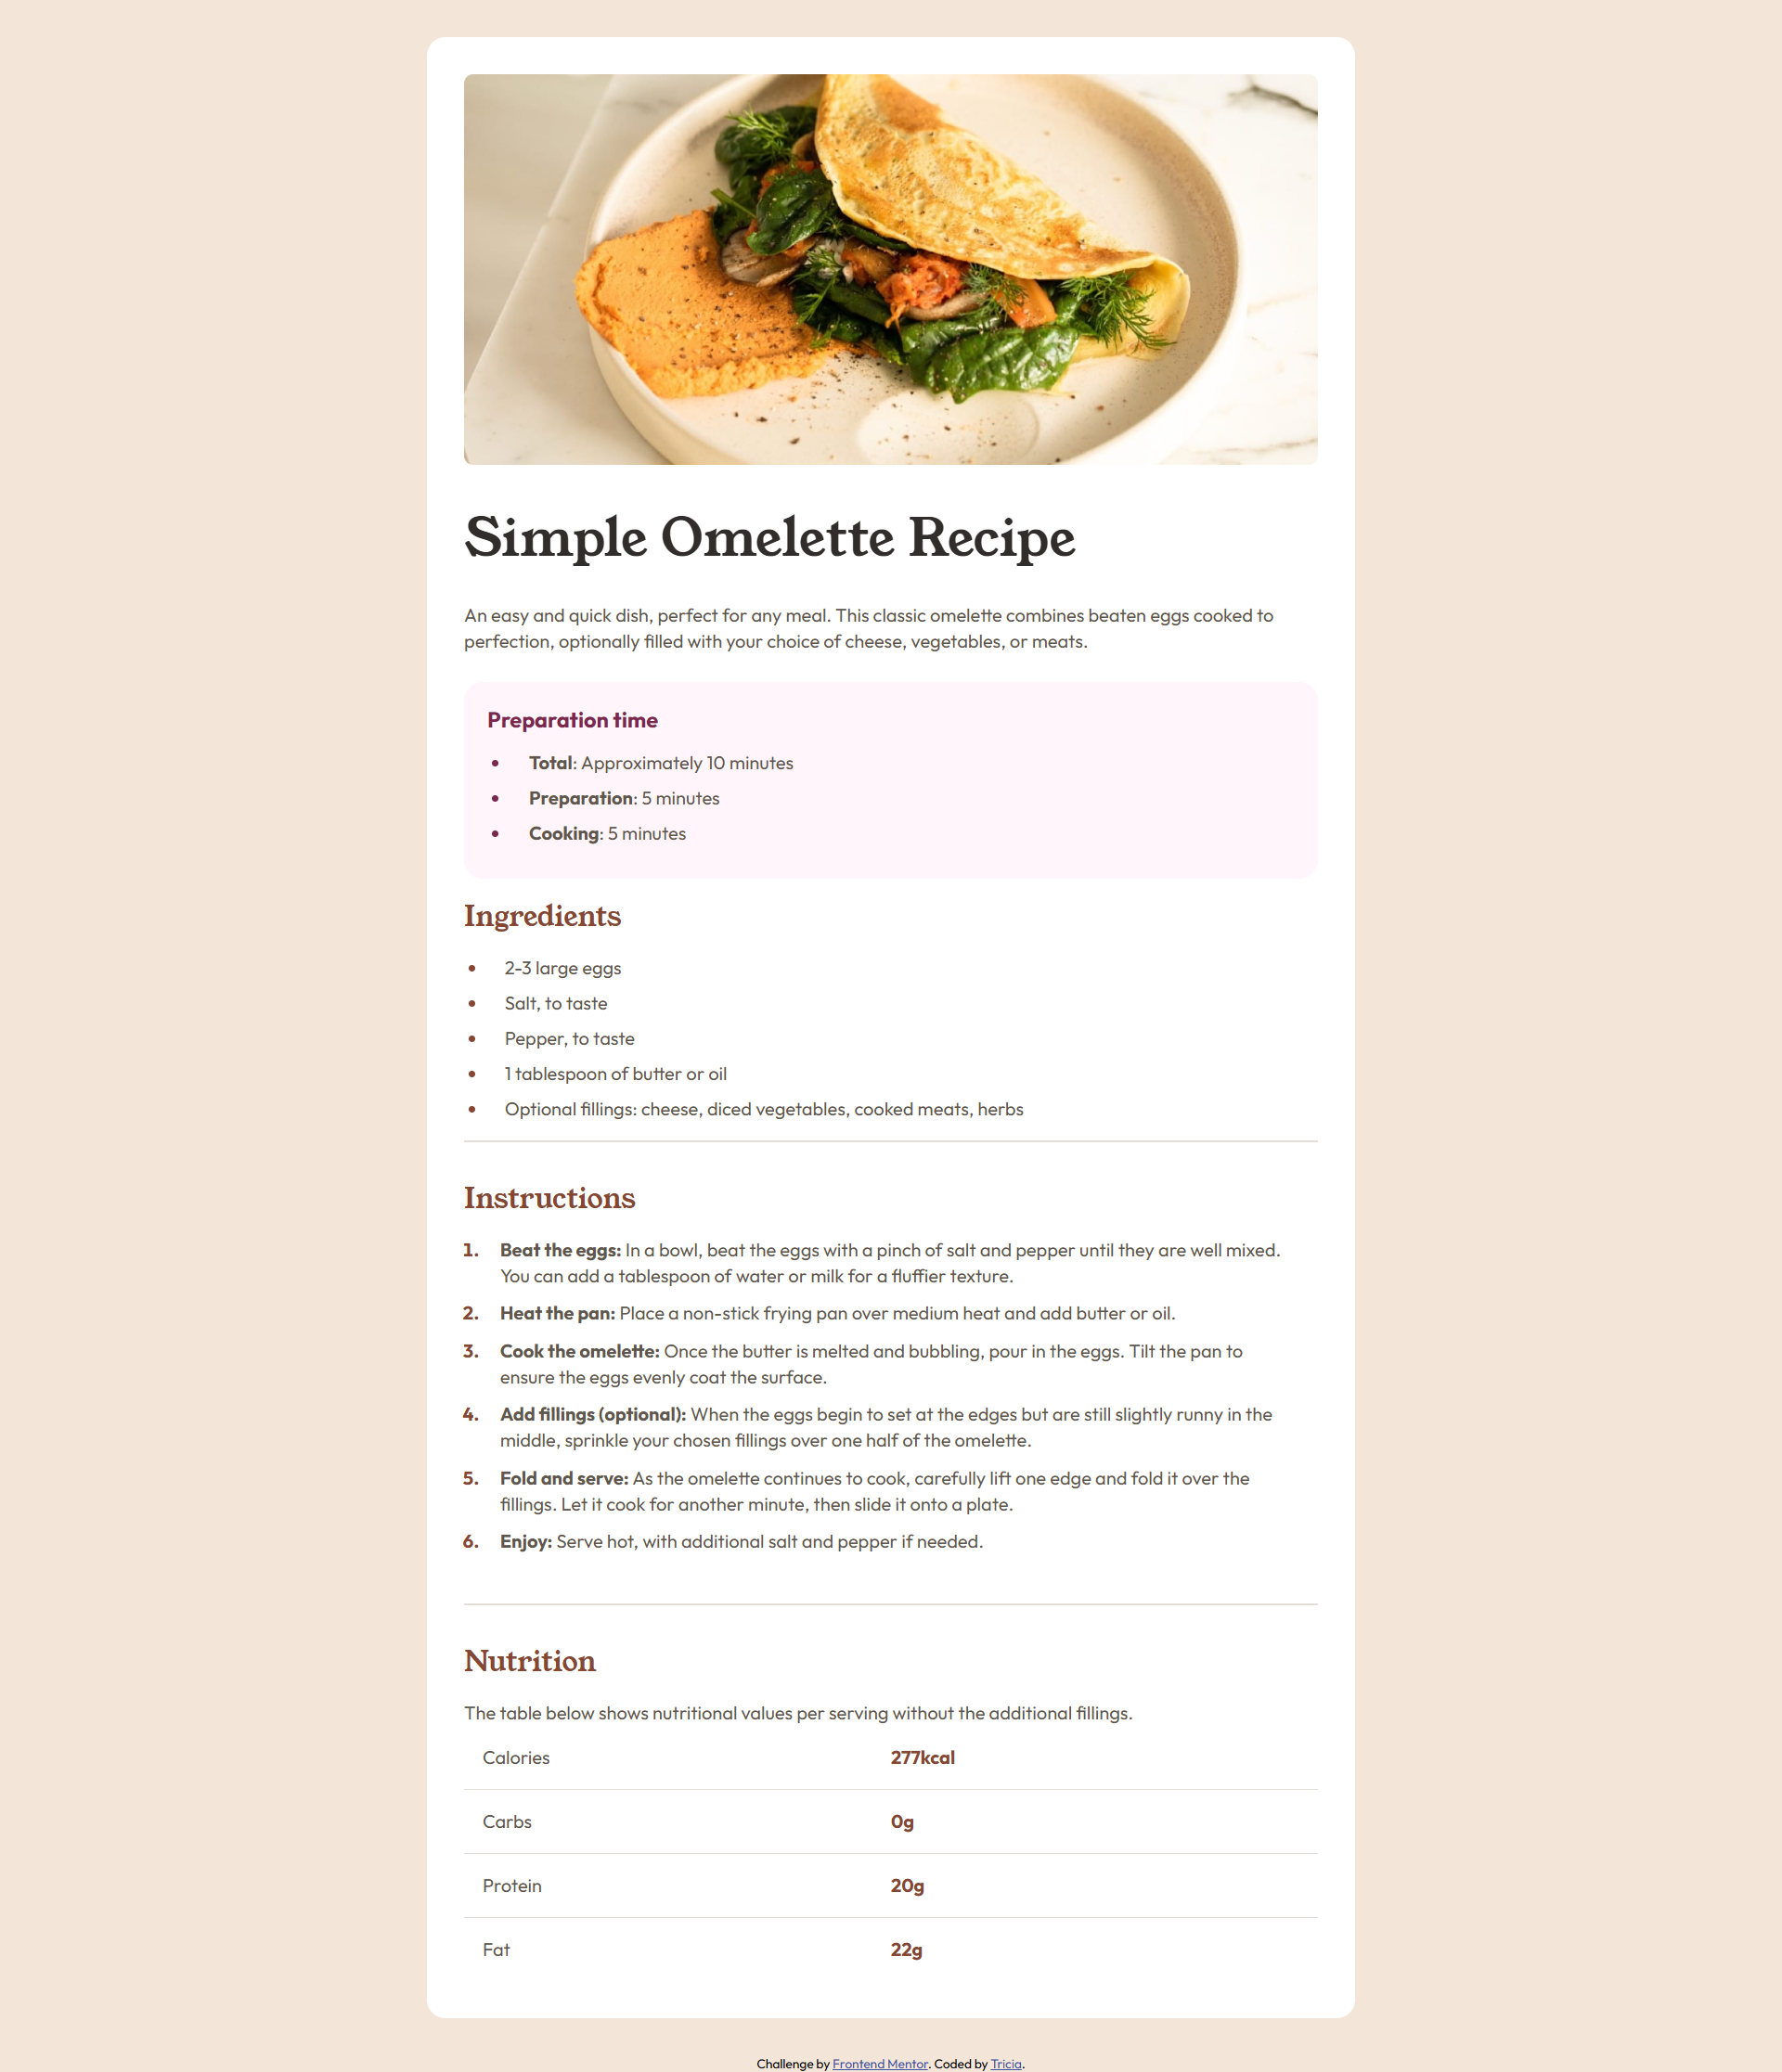 Simple Omelette Recipe
An easy and quick dish, perfect for any meal. This classic omelette combines beaten eggs cooked to
perfection, optionally filled with your choice of cheese, vegetables, or meats.
Preparation time
• Total: Approximately 10 minutes
• Preparation: 5 minutes
• Cooking: 5 minutes
Ingredients
• 2-3 large eggs
• Salt, to taste
• Pepper, to taste
• 1 tablespoon of butter or oil
• Optional fillings: cheese, diced vegetables, cooked meats, herbs
Instructions
1. Beat the eggs: In a bowl, beat the eggs with a pinch of salt and pepper until they are well mixed.
You can add a tablespoon of water or milk for a fluffier texture.
2. Heat the pan: Place a non-stick frying pan over medium heat and add butter or oil.
3. Cook the omelette: Once the butter is melted and bubbling, pour in the eggs. Tilt the pan to
ensure the eggs evenly coat the surface.
4. Add fillings (optional): When the eggs begin to set at the edges but are still slightly runny in the
middle, sprinkle your chosen fillings over one half of the omelette.
5. Fold and serve: As the omelette continues to cook, carefully lift one edge and fold it over the
fillings. Let it cook for another minute, then slide it onto a plate.
6. Enjoy: Serve hot, with additional salt and pepper if needed.
Nutrition
The table below shows nutritional values per serving without the additional fillings.
Calories 277kcal
Carbs 0g
Protein 20g
Fat 22g
Challenge by Frontend Mentor. Coded by Tricia.